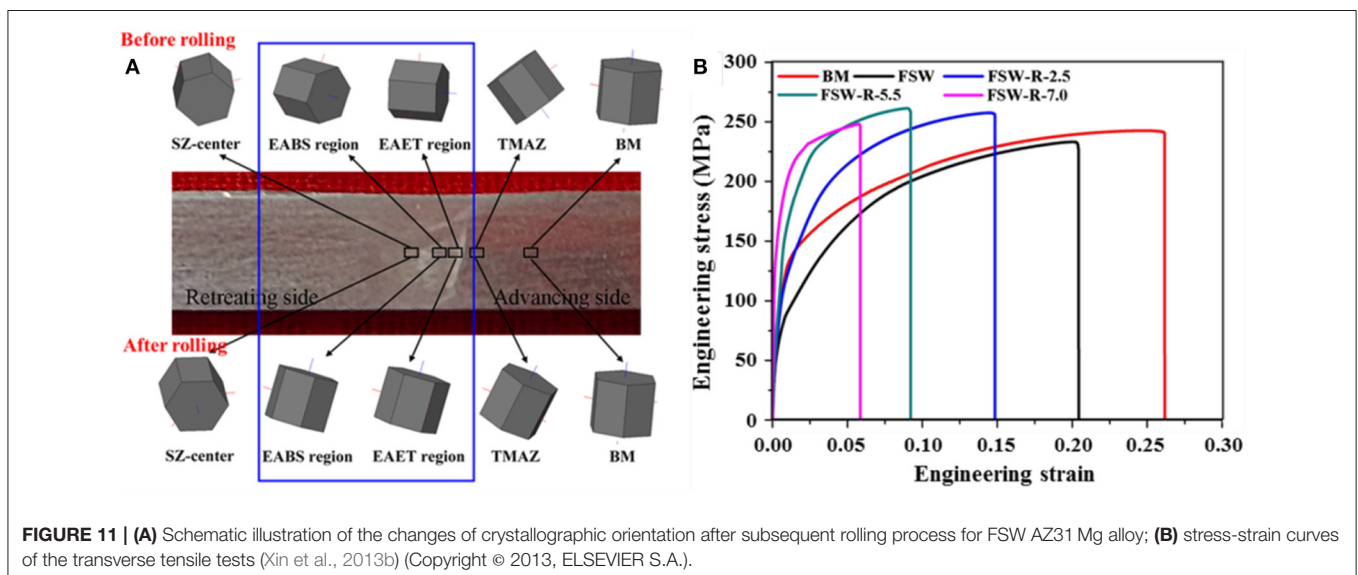 Before rolling
A
SZ-center EABS region EAET region TMAZ BM
Retreating side Advancing side
After rolling
SZ-center EABS region EAET region TMAZ BM
B
Engineering stress (MPa)
300
250
200
150
100
50
0
BM FSW FSW-R-2.5
FSW-R-5.5 FSW-R-7.0
0.00 0.05 0.10 0.15 0.20 0.25 0.30
Engineering strain
FIGURE 11 | (A) Schematic illustration of the changes of crystallographic orientation after subsequent rolling process for FSW AZ31 Mg alloy; (B) stress-strain curves
of the transverse tensile tests (Xin et al., 2013b) (Copyright © 2013, ELSEVIER S.A.).